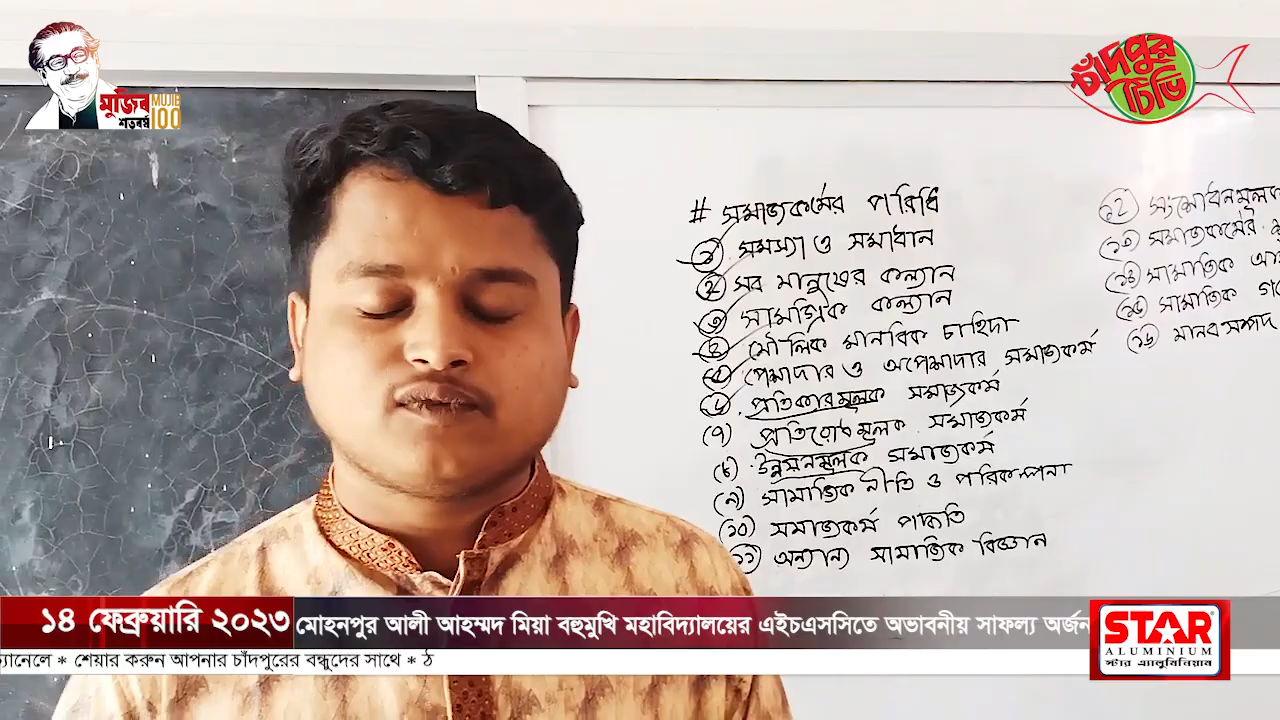 মুজিব MUJIB
শতবর্ষ 100
চাঁদপুর
টিভি
# সমাজকর্মের পরিধি
(১) সমস্যা ও সমাধান
(২) সব মানুষের কল্যান
(৩) সামগ্রিক কল্যান
(৪) মৌলিক মানবিক চাহিদা
(৫) পেশাদার ও অপেশাদার সমাজকর্ম
(৬) প্রতিকারমূলক সমাজকর্ম
(৭) প্রতিরোধমূলক সমাজকর্ম
(৮) উন্নয়নমূলক সমাজকর্ম
(৯) সামাজিক নীতি ও পরিকল্পনা
(১০) সমাজকর্ম পদ্ধতি
(১১) অন্যান্য সামাজিক বিজ্ঞান
(১২)
(১৩) সমাজকর্মের
(১৪) সামাজিক
(১৫) সামাজিক
(১৬) মানব সম্পদ
১৪ ফেব্রুয়ারি ২০২৩ মোহনপুর আলী আহম্মদ মিয়া বহুমুখি মহাবিদ্যালয়ের এইচএসসিতে অভাবনীয় সাফল্য অর্জন
্যানেলে * শেয়ার করুন আপনার চাঁদপুরের বন্ধুদের সাথে * ঠ
STAR
ALUMINIUM
স্টার এ্যালুমিনিয়াম